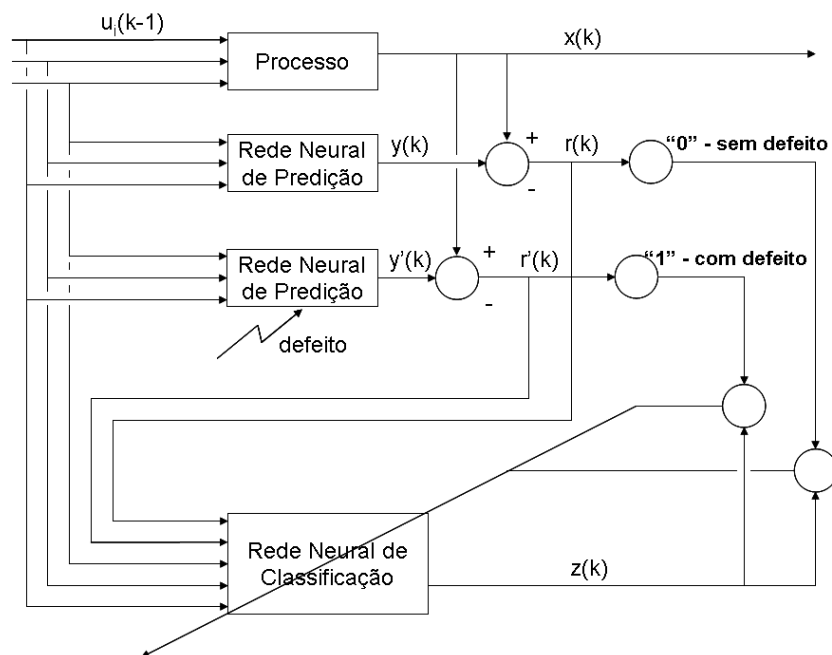 uᵢ(k-1)
Processo
x(k)
Rede Neural
de Predição
y(k)
+
-
r(k)
“0” - sem defeito
Rede Neural
de Predição
y’(k)
+
-
r’(k)
“1” - com defeito
defeito
Rede Neural de
Classificação
z(k)